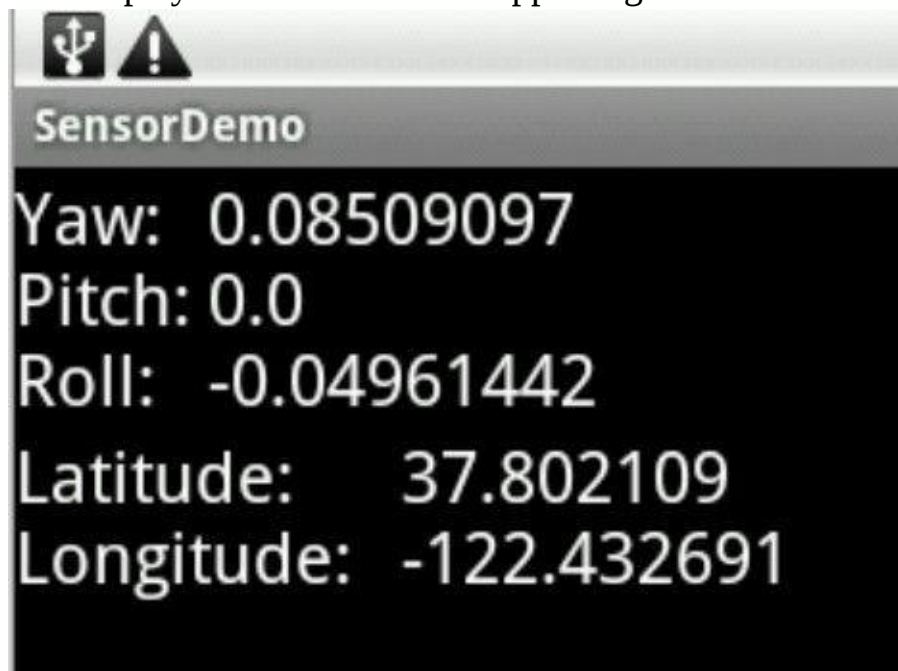 SensorDemo
Yaw: 0.08509097
Pitch: 0.0
Roll: -0.04961442
Latitude: 37.802109
Longitude: -122.432691